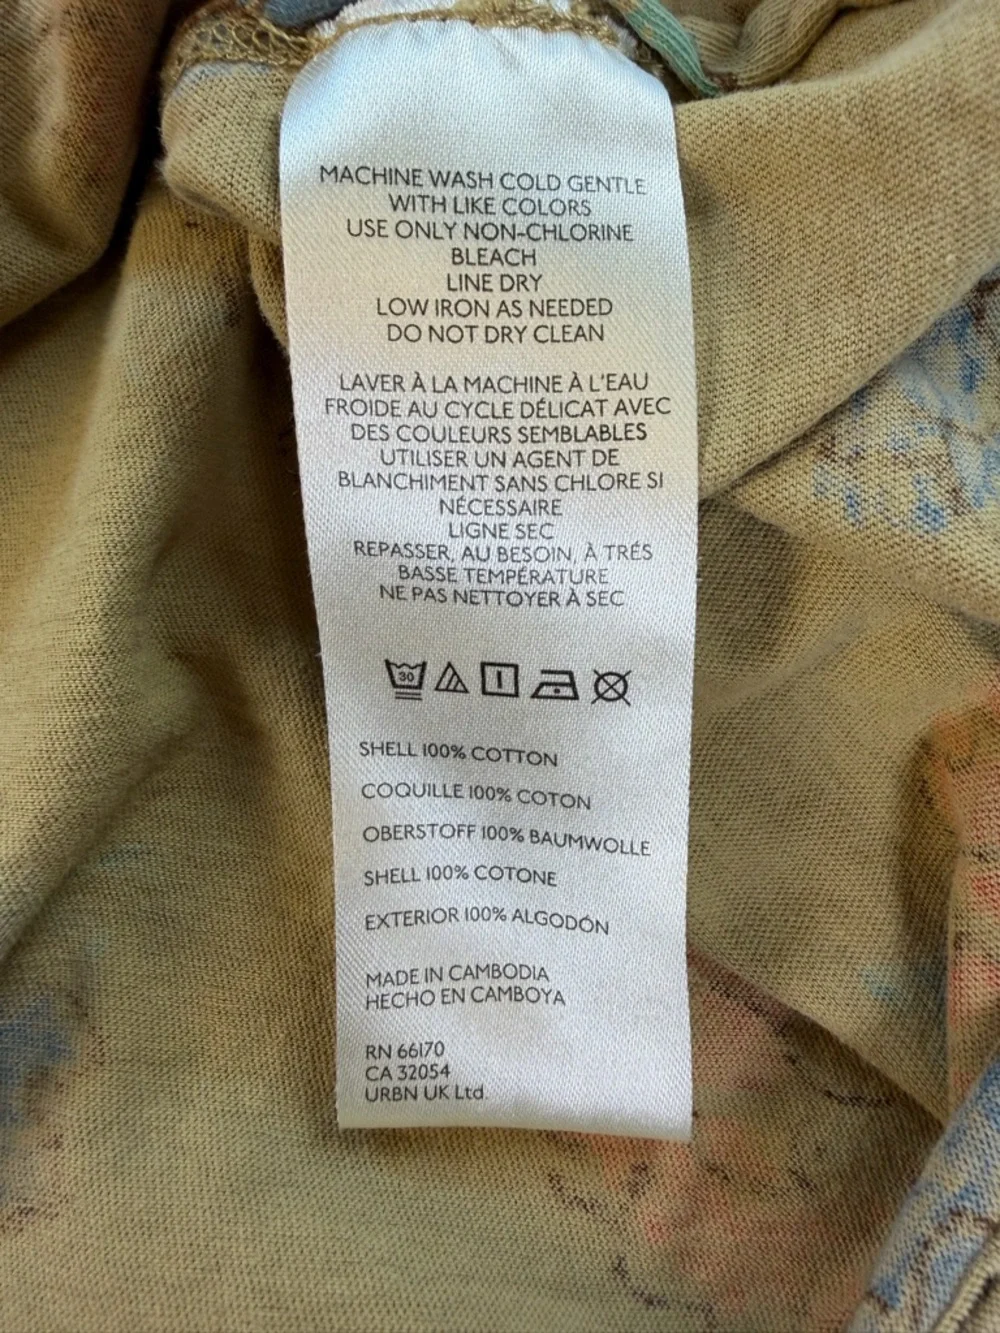 MACHINE WASH COLD GENTLE
WITH LIKE COLORS
USE ONLY NON-CHLORINE
BLEACH
LINE DRY
LOW IRON AS NEEDED
DO NOT DRY CLEAN
LAVER À LA MACHINE À L'EAU
FROIDE AU CYCLE DÉLICAT AVEC
DES COULEURS SEMBLABLES
UTILISER UN AGENT DE
BLANCHIMENT SANS CHLORE SI
NÉCESSAIRE
LIGNE SEC
REPASSER, AU BESOIN, À TRÉS
BASSE TEMPÉRATURE
NE PAS NETTOYER À SEC
30
SHELL 100% COTTON
COQUILLE 100% COTON
OBERSTOFF 100% BAUMWOLLE
SHELL 100% COTONE
EXTERIOR 100% ALGODÓN
MADE IN CAMBODIA
HECHO EN CAMBOYA
RN 66170
CA 32054
URBN UK Ltd.